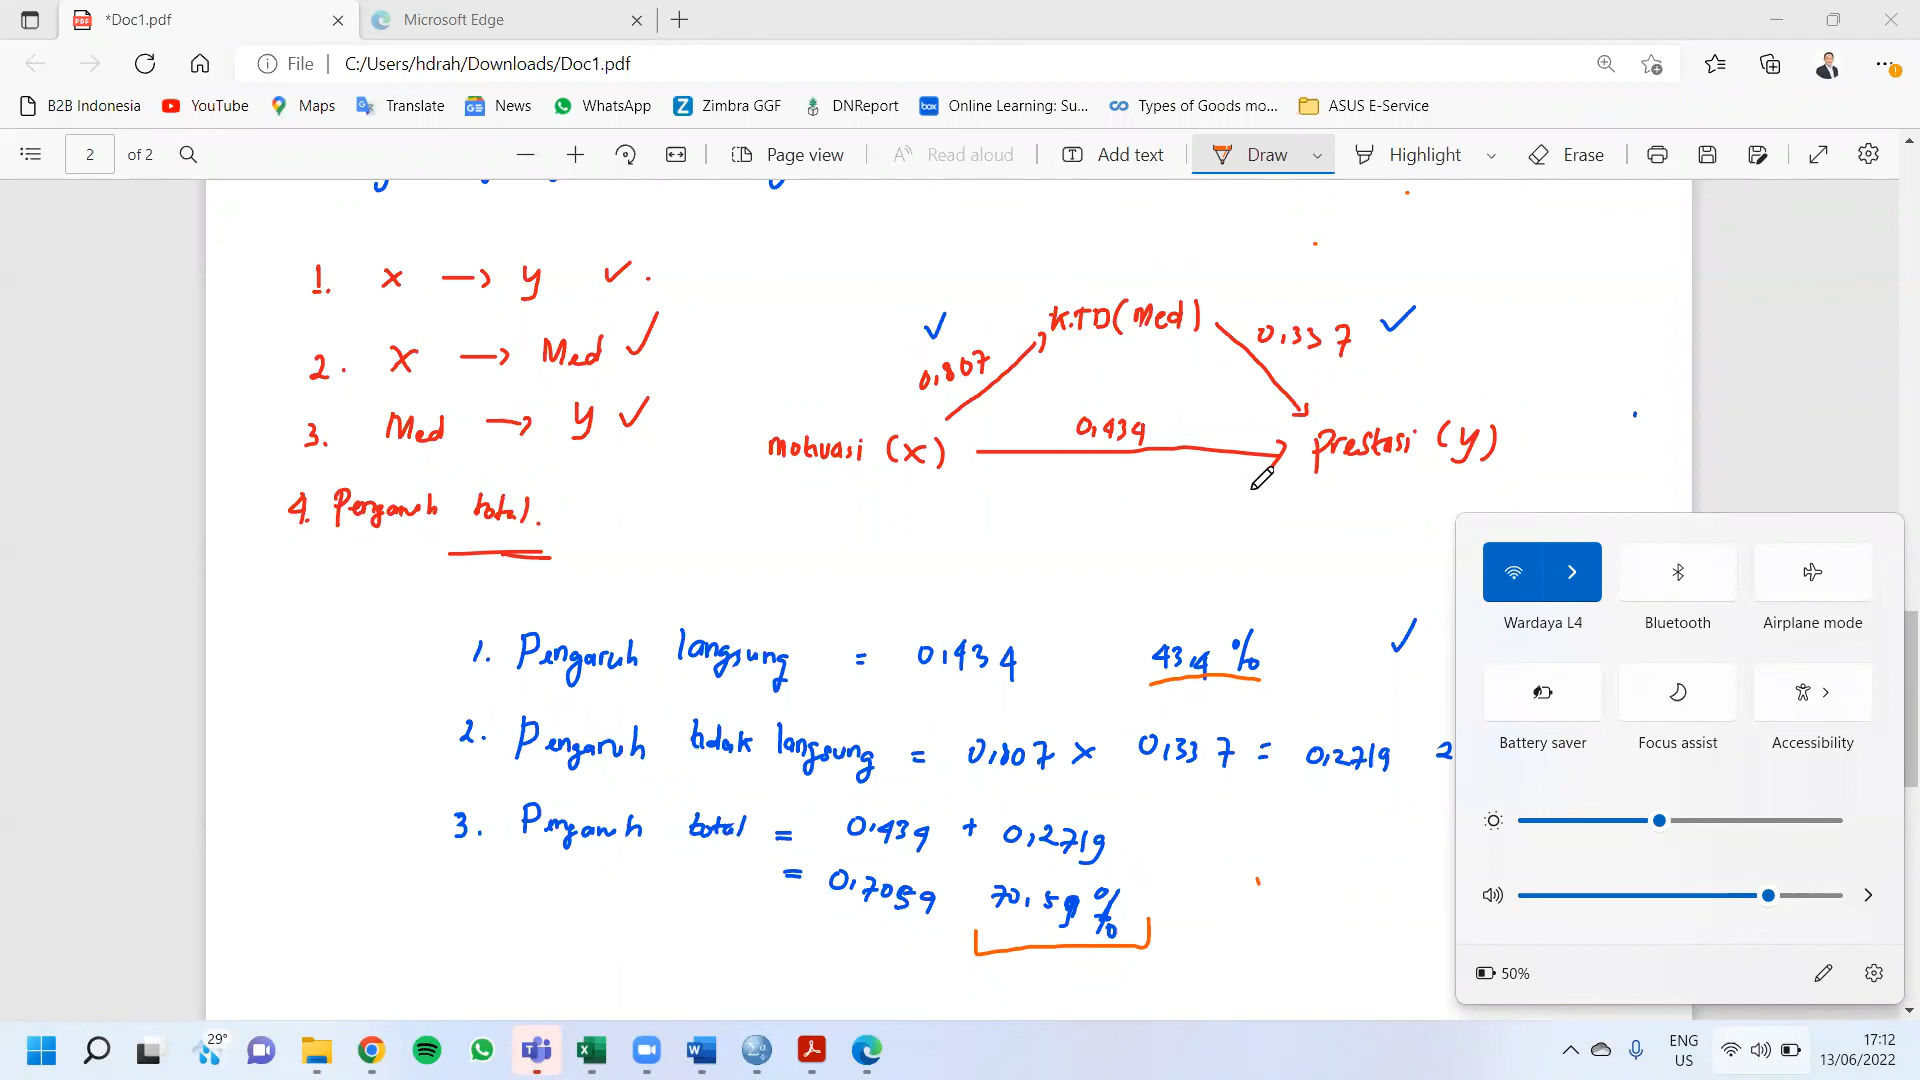 *Doc1.pdf
Microsoft Edge
File C:/Users/hdrah/Downloads/Doc1.pdf
B2B Indonesia YouTube Maps Translate News WhatsApp Zimbra GGF DNReport Online Learning: Su... Types of Goods mo... ASUS E-Service
2 of 2 Page view Read aloud Add text Draw Highlight Erase
1. x → y ✓ .
2. X → Med ✓
3. Med → y ✓
4. Pengaruh total.
✓ K.TD(Med) 0,337 ✓
0,807
0,434
motivasi (x) prestasi (y)
1. Pengaruh langsung = 0,434 43,4 % ✓
2. Pengaruh tidak langsung = 0,807 × 0,337 = 0,2719 =
3. Pengaruh total = 0,434 + 0,2719
= 0,7059 70,59 %
Wardaya L4 Bluetooth Airplane mode
Battery saver Focus assist Accessibility
50%
29°
ENG
US
17:12
13/06/2022